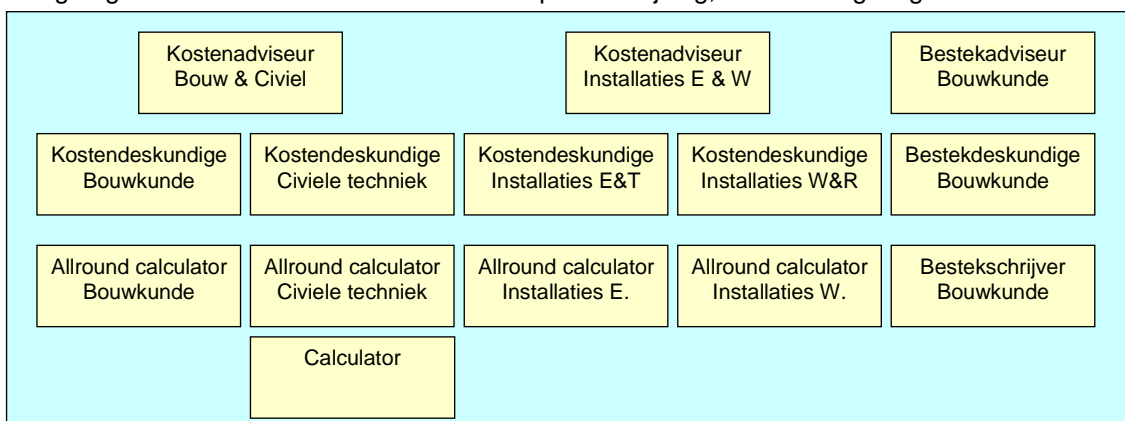 Kostenadviseur
Bouw & Civiel
Kostenadviseur
Installaties E & W
Bestekadviseur
Bouwkunde
Kostendeskundige
Bouwkunde
Kostendeskundige
Civiele techniek
Kostendeskundige
Installaties E&T
Kostendeskundige
Installaties W&R
Bestekdeskundige
Bouwkunde
Allround calculator
Bouwkunde
Allround calculator
Civiele techniek
Allround calculator
Installaties E.
Allround calculator
Installaties W.
Bestekschrijver
Bouwkunde
Calculator